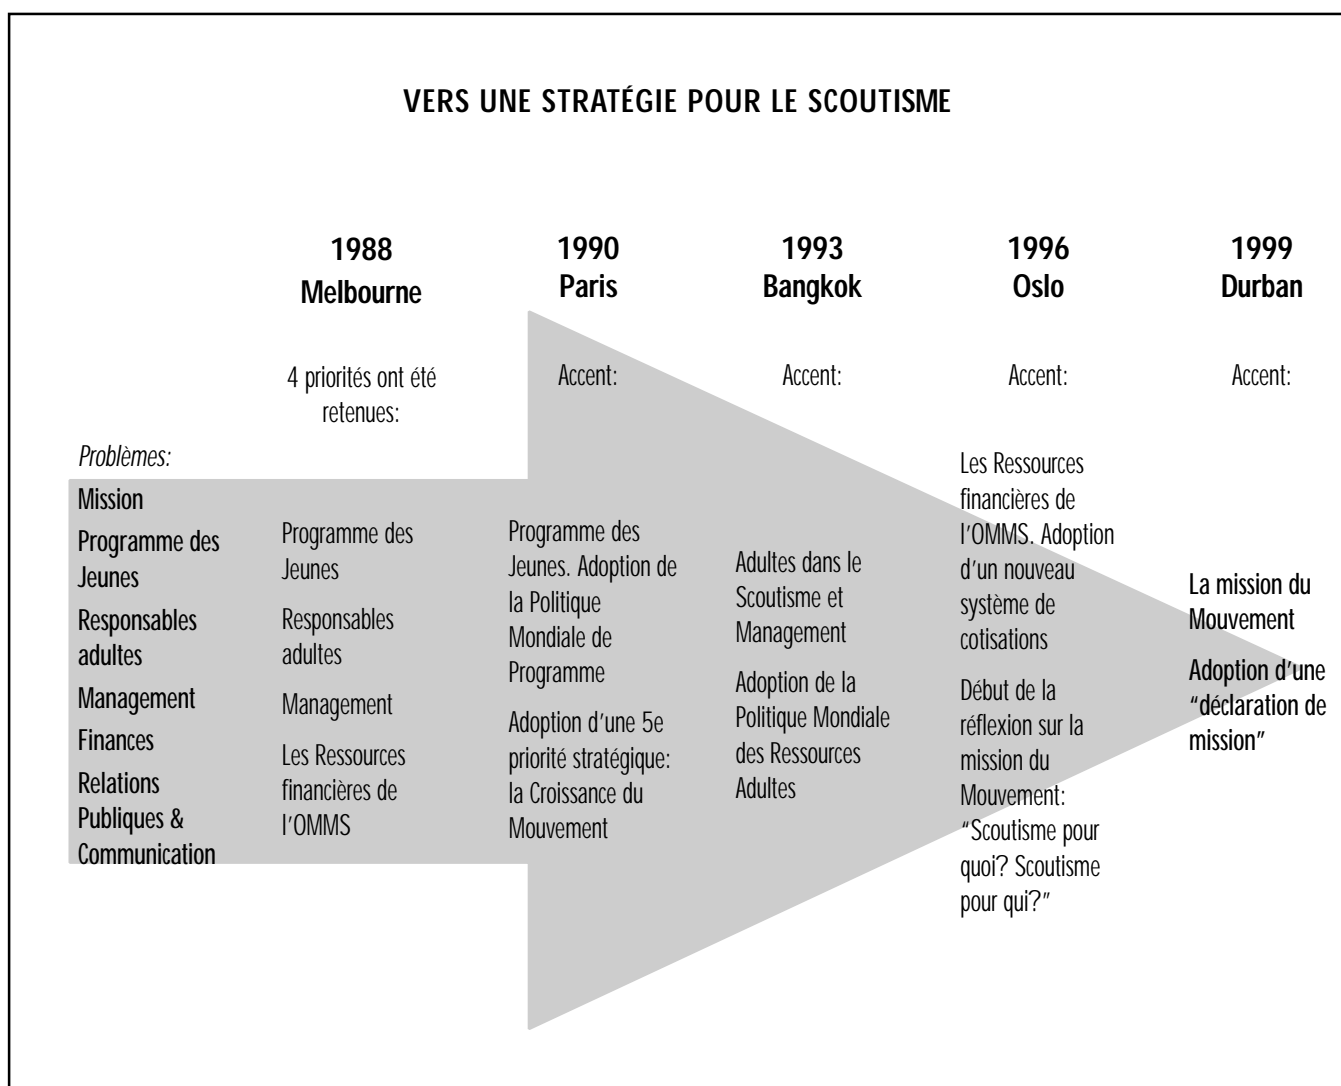 VERS UNE STRATÉGIE POUR LE SCOUTISME
Problèmes:
Mission
Programme des
Jeunes
Responsables
adultes
Management
Finances
Relations
Publiques &
Communication
1988
Melbourne
4 priorités ont été
retenues:
Programme des
Jeunes
Responsables
adultes
Management
Les Ressources
financières de
l'OMMS
1990
Paris
Accent:
Programme des
Jeunes. Adoption de
la Politique
Mondiale de
Programme
Adoption d'une 5e
priorité stratégique:
la Croissance du
Mouvement
1993
Bangkok
Accent:
Adultes dans le
Scoutisme et
Management
Adoption de la
Politique Mondiale
des Ressources
Adultes
1996
Oslo
Accent:
Les Ressources
financières de
l'OMMS. Adoption
d'un nouveau
système de
cotisations
Début de la
réflexion sur la
mission du
Mouvement:
“Scoutisme pour
quoi? Scoutisme
pour qui?”
1999
Durban
Accent:
La mission du
Mouvement
Adoption d'une
“déclaration de
mission”